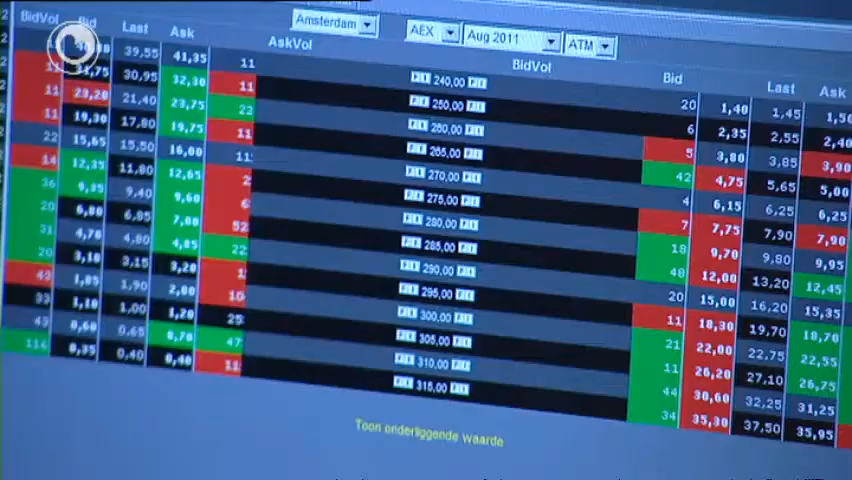 Amsterdam AEX Aug 2011 ATM
BidVol Bid Last Ask AskVol BidVol Bid Last Ask
39,55 41,35 11 240,00 20 1,40 1,45 1,50
11 31,75 30,95 32,30 11 250,00 6 2,35 2,55 2,40
11 23,20 21,40 23,75 22 260,00 5 3,80 3,85 3,90
11 19,30 17,80 19,75 11 265,00 42 4,75 5,65 5,00
22 15,65 15,50 16,00 11 270,00 4 6,15 6,25 6,25
14 12,35 11,80 12,65 275,00 7 7,75 7,90 7,90
36 9,35 9,40 9,60 280,00 18 9,70 9,80 9,95
20 6,80 6,85 7,00 285,00 48 12,00 13,20 12,45
31 4,70 4,80 4,85 22 290,00 20 15,00 16,20 15,35
20 3,10 3,15 3,20 295,00 11 18,30 19,70 18,70
43 1,85 1,90 2,00 10 300,00 21 22,00 22,75 22,55
33 1,10 1,00 1,20 25 305,00 11 26,20 27,10 26,75
43 0,60 0,65 0,70 47 310,00 44 30,60 32,25 31,25
114 0,35 0,40 0,40 11 315,00 34 35,30 37,50 35,95
Toon onderliggende waarde